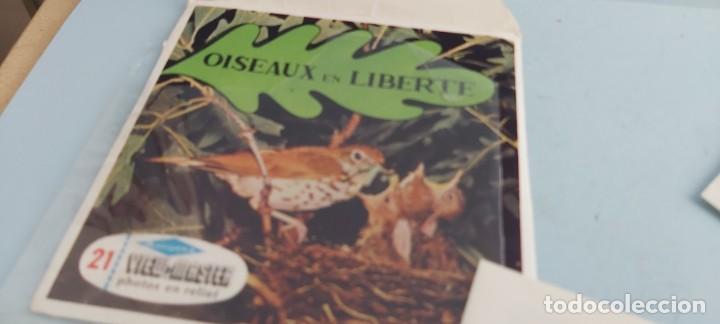 OISEAUX EN LIBERTE
21
VIEW-MASTER
photos en relief
todocoleccion